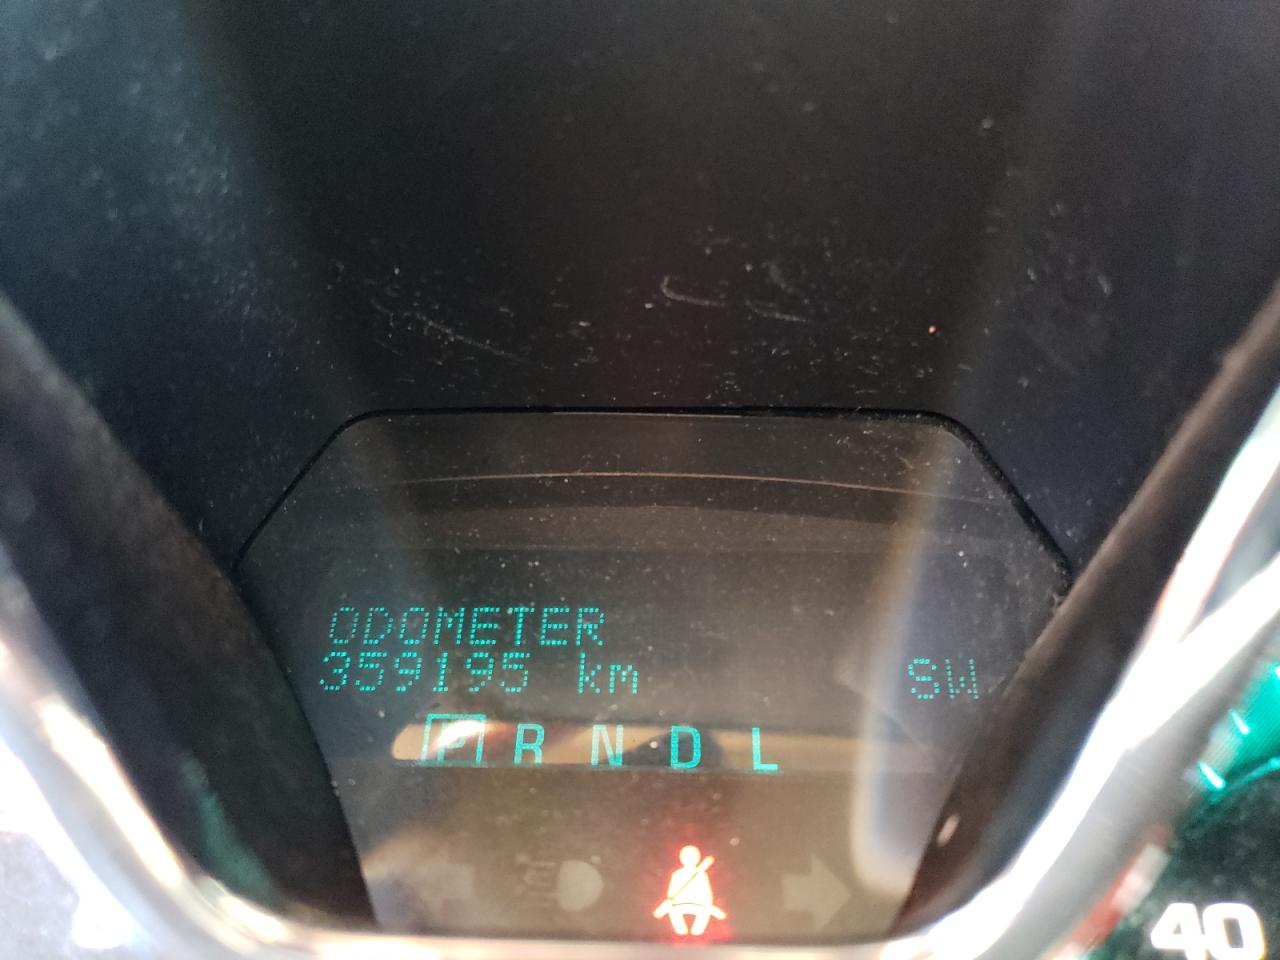 ODOMETER
359195 km SW
P R N D L
40